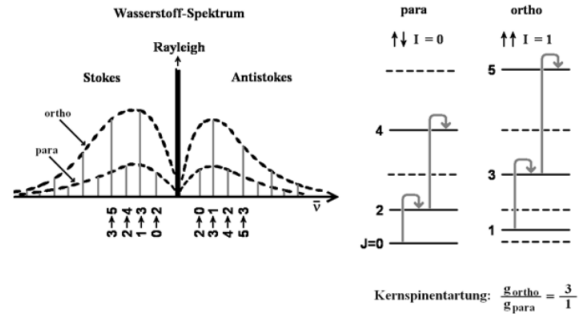 Wasserstoff-Spektrum
Rayleigh
Stokes
Antistokes
ortho
para
ν̄
3→5
2→4
1→3
0→2
2→0
3→1
4→2
5→3
para
ortho
↑↓ I = 0
↑↑ I = 1
5
4
3
2
1
J=0
Kernspinentartung: g_ortho / g_para = 3 / 1